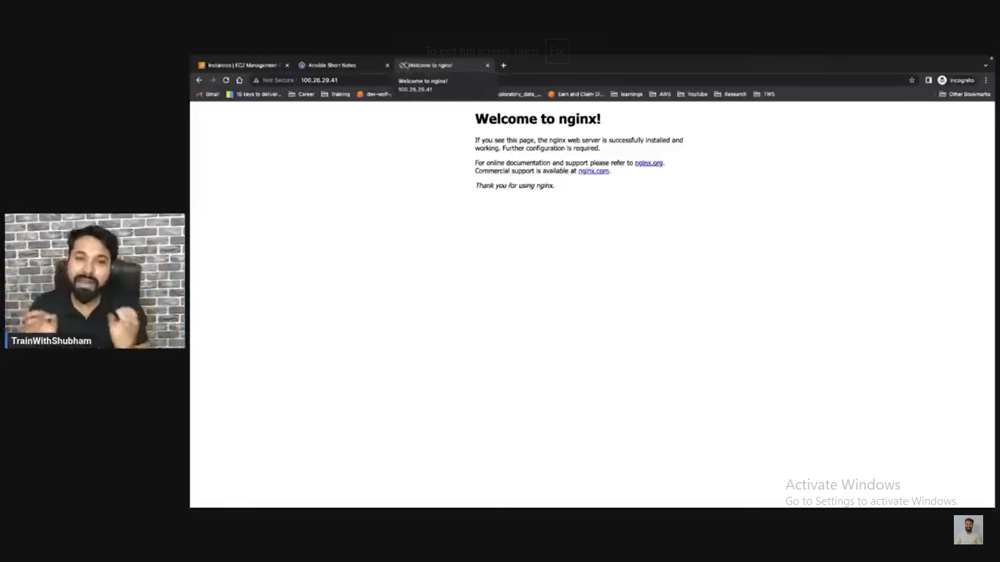 To exit full screen, press Esc
Instances | EC2 Management
Ansible Short Notes
Welcome to nginx!
Not Secure 100.26.29.41
Incognito
Welcome to nginx!
100.26.29.41
Gmail
15 keys to deliver...
Career
Training
dev-wolf-
xploratory_data_...
Earn and Claim Di...
learnings
AWS
YouTube
Research
TWS
Other Bookmarks
Welcome to nginx!
If you see this page, the nginx web server is successfully installed and
working. Further configuration is required.
For online documentation and support please refer to nginx.org.
Commercial support is available at nginx.com.
Thank you for using nginx.
TrainWithShubham
Activate Windows
Go to Settings to activate Windows.